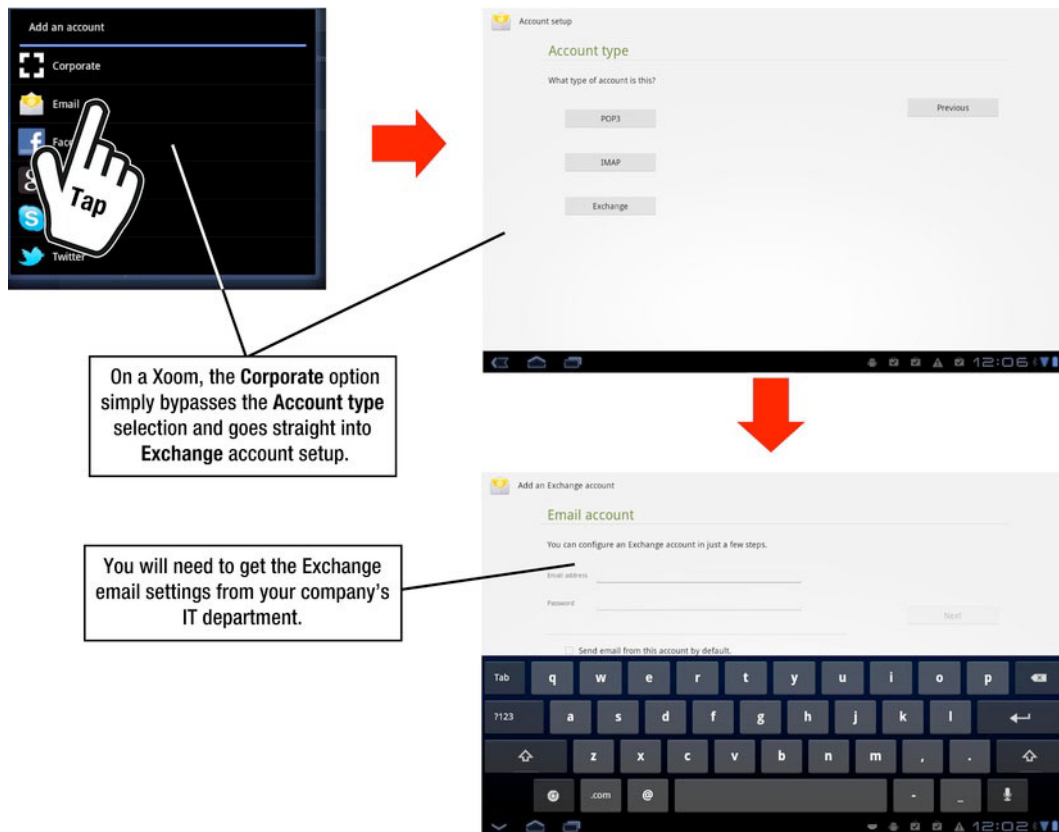 Add an account
Corporate
Email
Tap
Twitter
Account setup
Account type
What type of account is this?
POP3
Previous
IMAP
Exchange
12:06
On a Xoom, the Corporate option
simply bypasses the Account type
selection and goes straight into
Exchange account setup.
Add an Exchange account
Email account
You can configure an Exchange account in just a few steps.
Email address
Password
Next
Send email from this account by default.
You will need to get the Exchange
email settings from your company's
IT department.
Tab q w e r t y u i o p
?123 a s d f g h j k l
z x c v b n m , .
.com @ - _
12:02